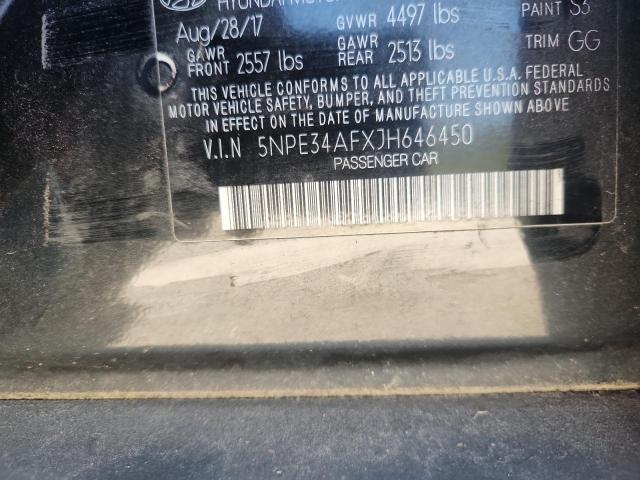 HYUNDAI MOTOR
Aug/28/17 GVWR 4497 lbs PAINT S3
GAWR FRONT 2557 lbs GAWR REAR 2513 lbs TRIM GG
THIS VEHICLE CONFORMS TO ALL APPLICABLE U.S.A. FEDERAL
MOTOR VEHICLE SAFETY, BUMPER, AND THEFT PREVENTION STANDARDS
IN EFFECT ON THE DATE OF MANUFACTURE SHOWN ABOVE
V.I.N 5NPE34AFXJH646450
PASSENGER CAR